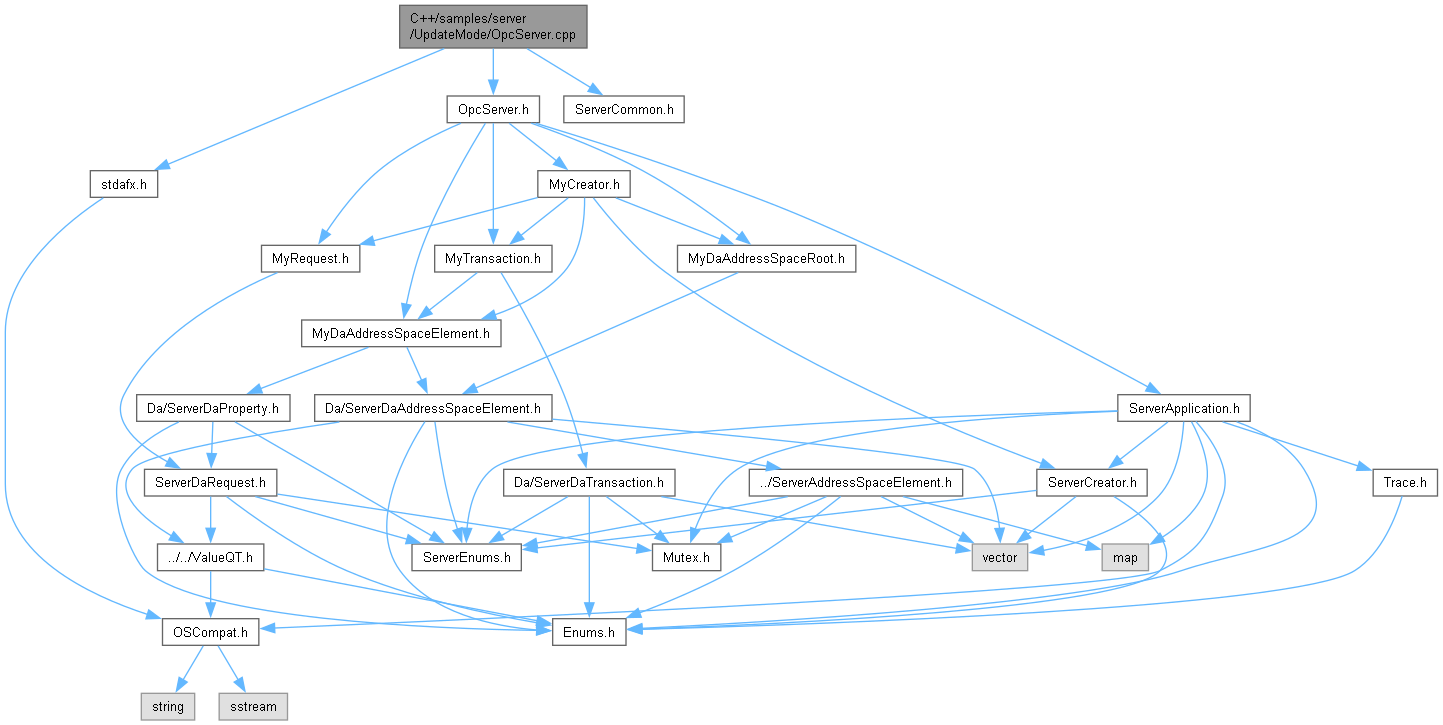 C++/samples/server
/UpdateMode/OpcServer.cpp
OpcServer.h
ServerCommon.h
stdafx.h
MyCreator.h
MyRequest.h
MyTransaction.h
MyDaAddressSpaceRoot.h
MyDaAddressSpaceElement.h
Da/ServerDaProperty.h
Da/ServerDaAddressSpaceElement.h
ServerApplication.h
ServerDaRequest.h
Da/ServerDaTransaction.h
../ServerAddressSpaceElement.h
ServerCreator.h
Trace.h
../../ValueQT.h
ServerEnums.h
Mutex.h
vector
map
OSCompat.h
Enums.h
string
sstream